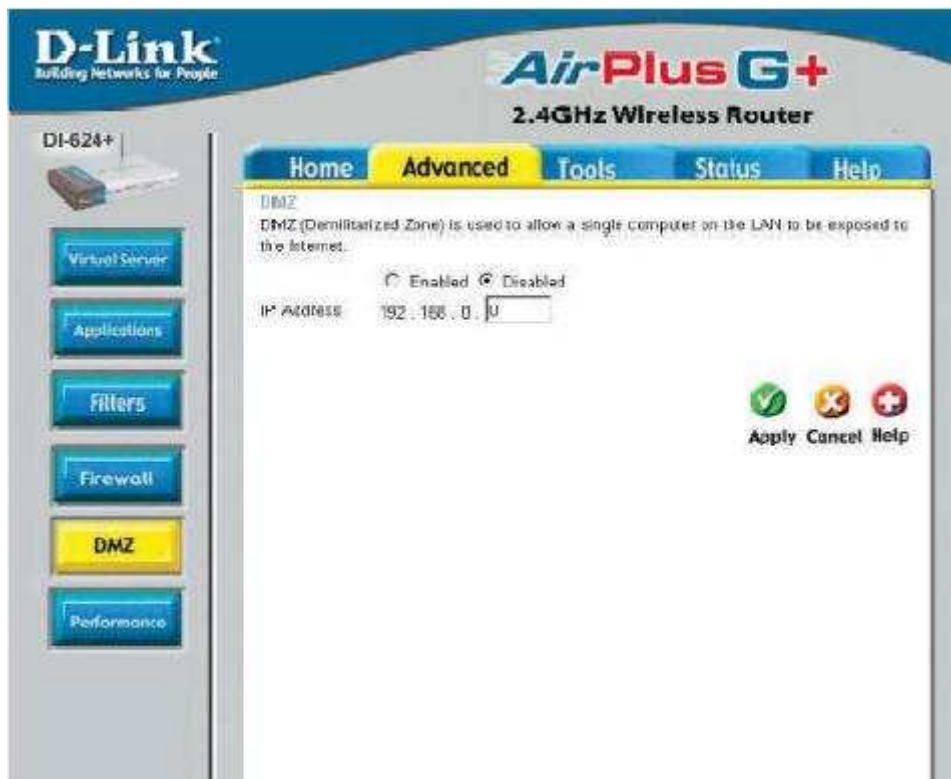 D-Link
Building Networks for People
AirPlus G+
2.4GHz Wireless Router
DI-624+
Home Advanced Tools Status Help
DMZ
DMZ (Demilitarized Zone) is used to allow a single computer on the LAN to be exposed to
the Internet.
Enabled Disabled
IP Address 192 . 168 . 0 . 0
Apply Cancel Help
Virtual Server
Applications
Filters
Firewall
DMZ
Performance